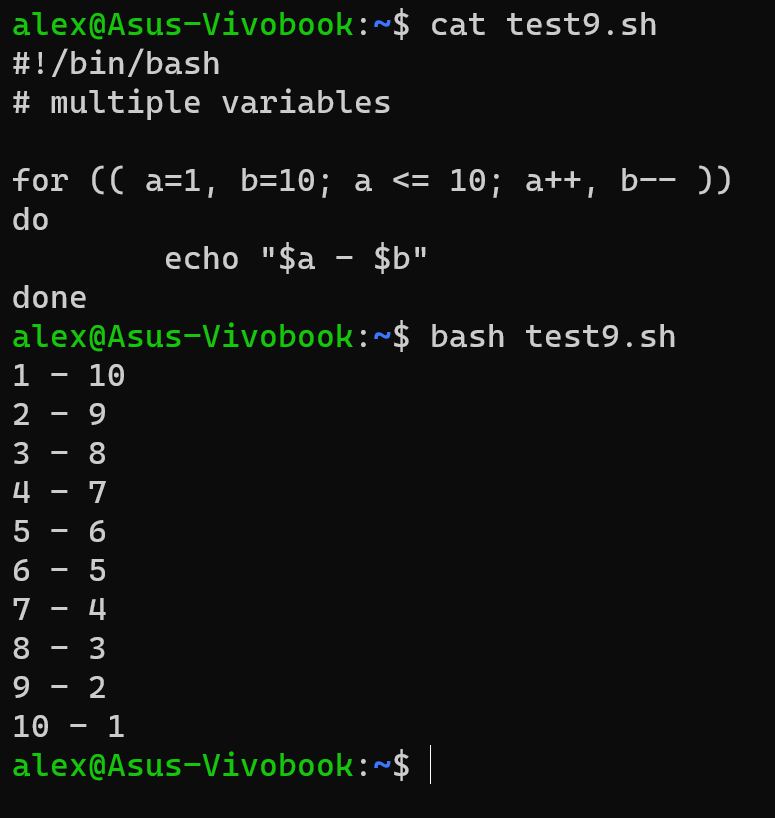 alex@Asus-Vivobook:~$ cat test9.sh
#!/bin/bash
# multiple variables

for (( a=1, b=10; a <= 10; a++, b-- ))
do
        echo "$a - $b"
done
alex@Asus-Vivobook:~$ bash test9.sh
1 - 10
2 - 9
3 - 8
4 - 7
5 - 6
6 - 5
7 - 4
8 - 3
9 - 2
10 - 1
alex@Asus-Vivobook:~$